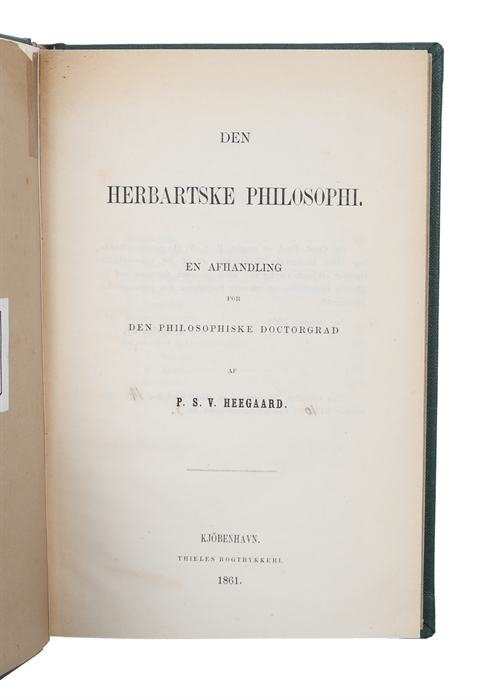 DEN
HERBARTSKE PHILOSOPHI.
EN AFHANDLING
FOR
DEN PHILOSOPHISKE DOCTORGRAD
AF
P. S. V. HEEGAARD.
KJÖBENHAVN.
THIELES BOGTRYKKERI.
1861.